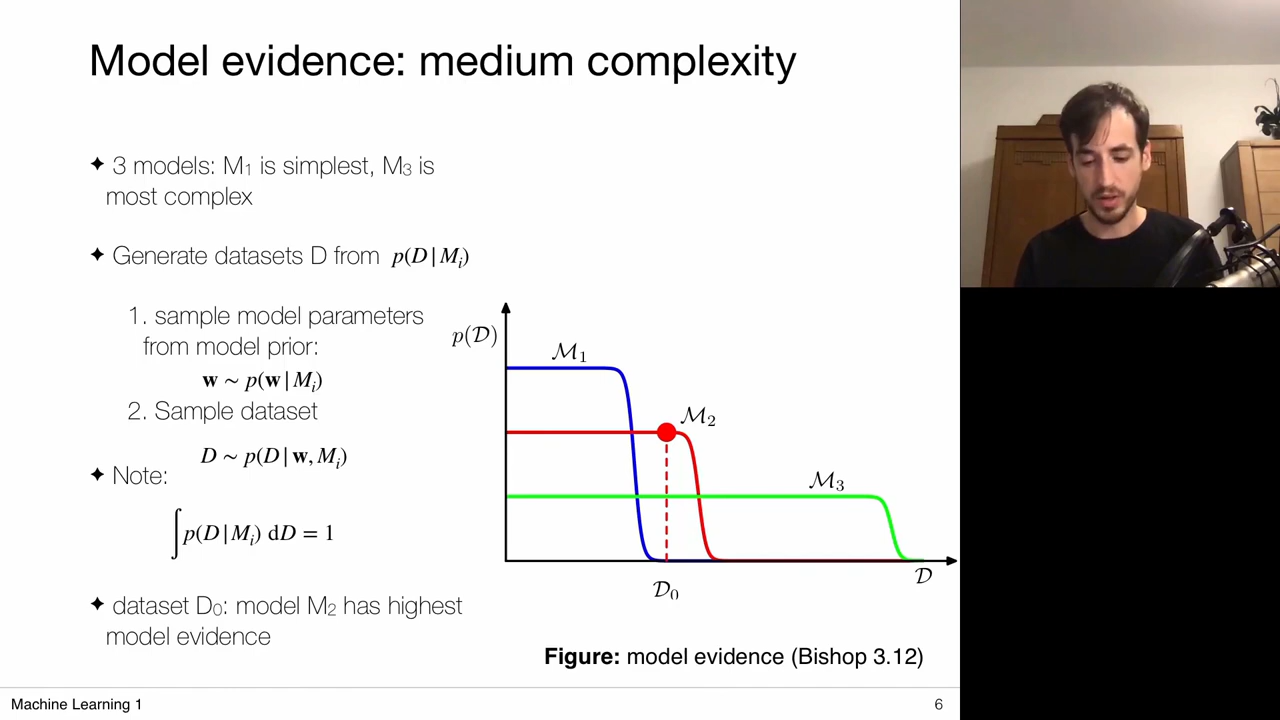 Model evidence: medium complexity
✦ 3 models: M₁ is simplest, M₃ is
most complex
✦ Generate datasets D from p(D|Mᵢ)
1. sample model parameters
from model prior:
w ~ p(w|Mᵢ)
2. Sample dataset
D ~ p(D|w, Mᵢ)
✦ Note:
∫p(D|Mᵢ) dD = 1
✦ dataset D₀: model M₂ has highest
model evidence
p(𝒟)
ℳ₁
ℳ₂
ℳ₃
𝒟
𝒟₀
Figure: model evidence (Bishop 3.12)
Machine Learning 1
6